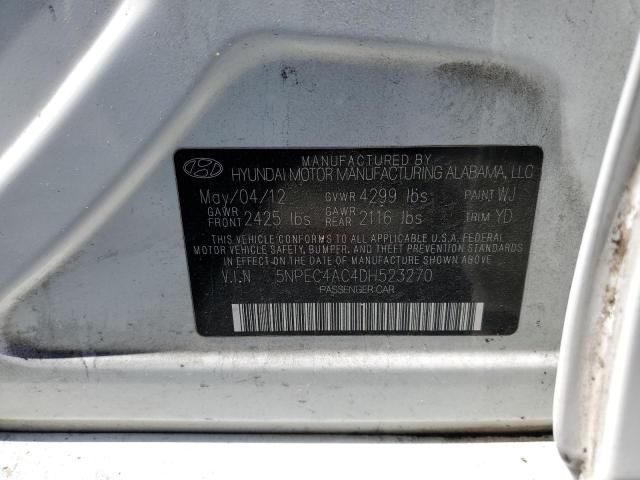 MANUFACTURED BY
HYUNDAI MOTOR MANUFACTURING ALABAMA, LLC
May/04/12 GVWR 4299 lbs PAINT WJ
GAWR FRONT 2425 lbs GAWR REAR 2116 lbs TRIM YD
THIS VEHICLE CONFORMS TO ALL APPLICABLE U.S.A. FEDERAL
MOTOR VEHICLE SAFETY, BUMPER, AND THEFT PREVENTION STANDARDS
IN EFFECT ON THE DATE OF MANUFACTURE SHOWN ABOVE.
V.I.N 5NPEC4AC4DH523270
PASSENGER CAR